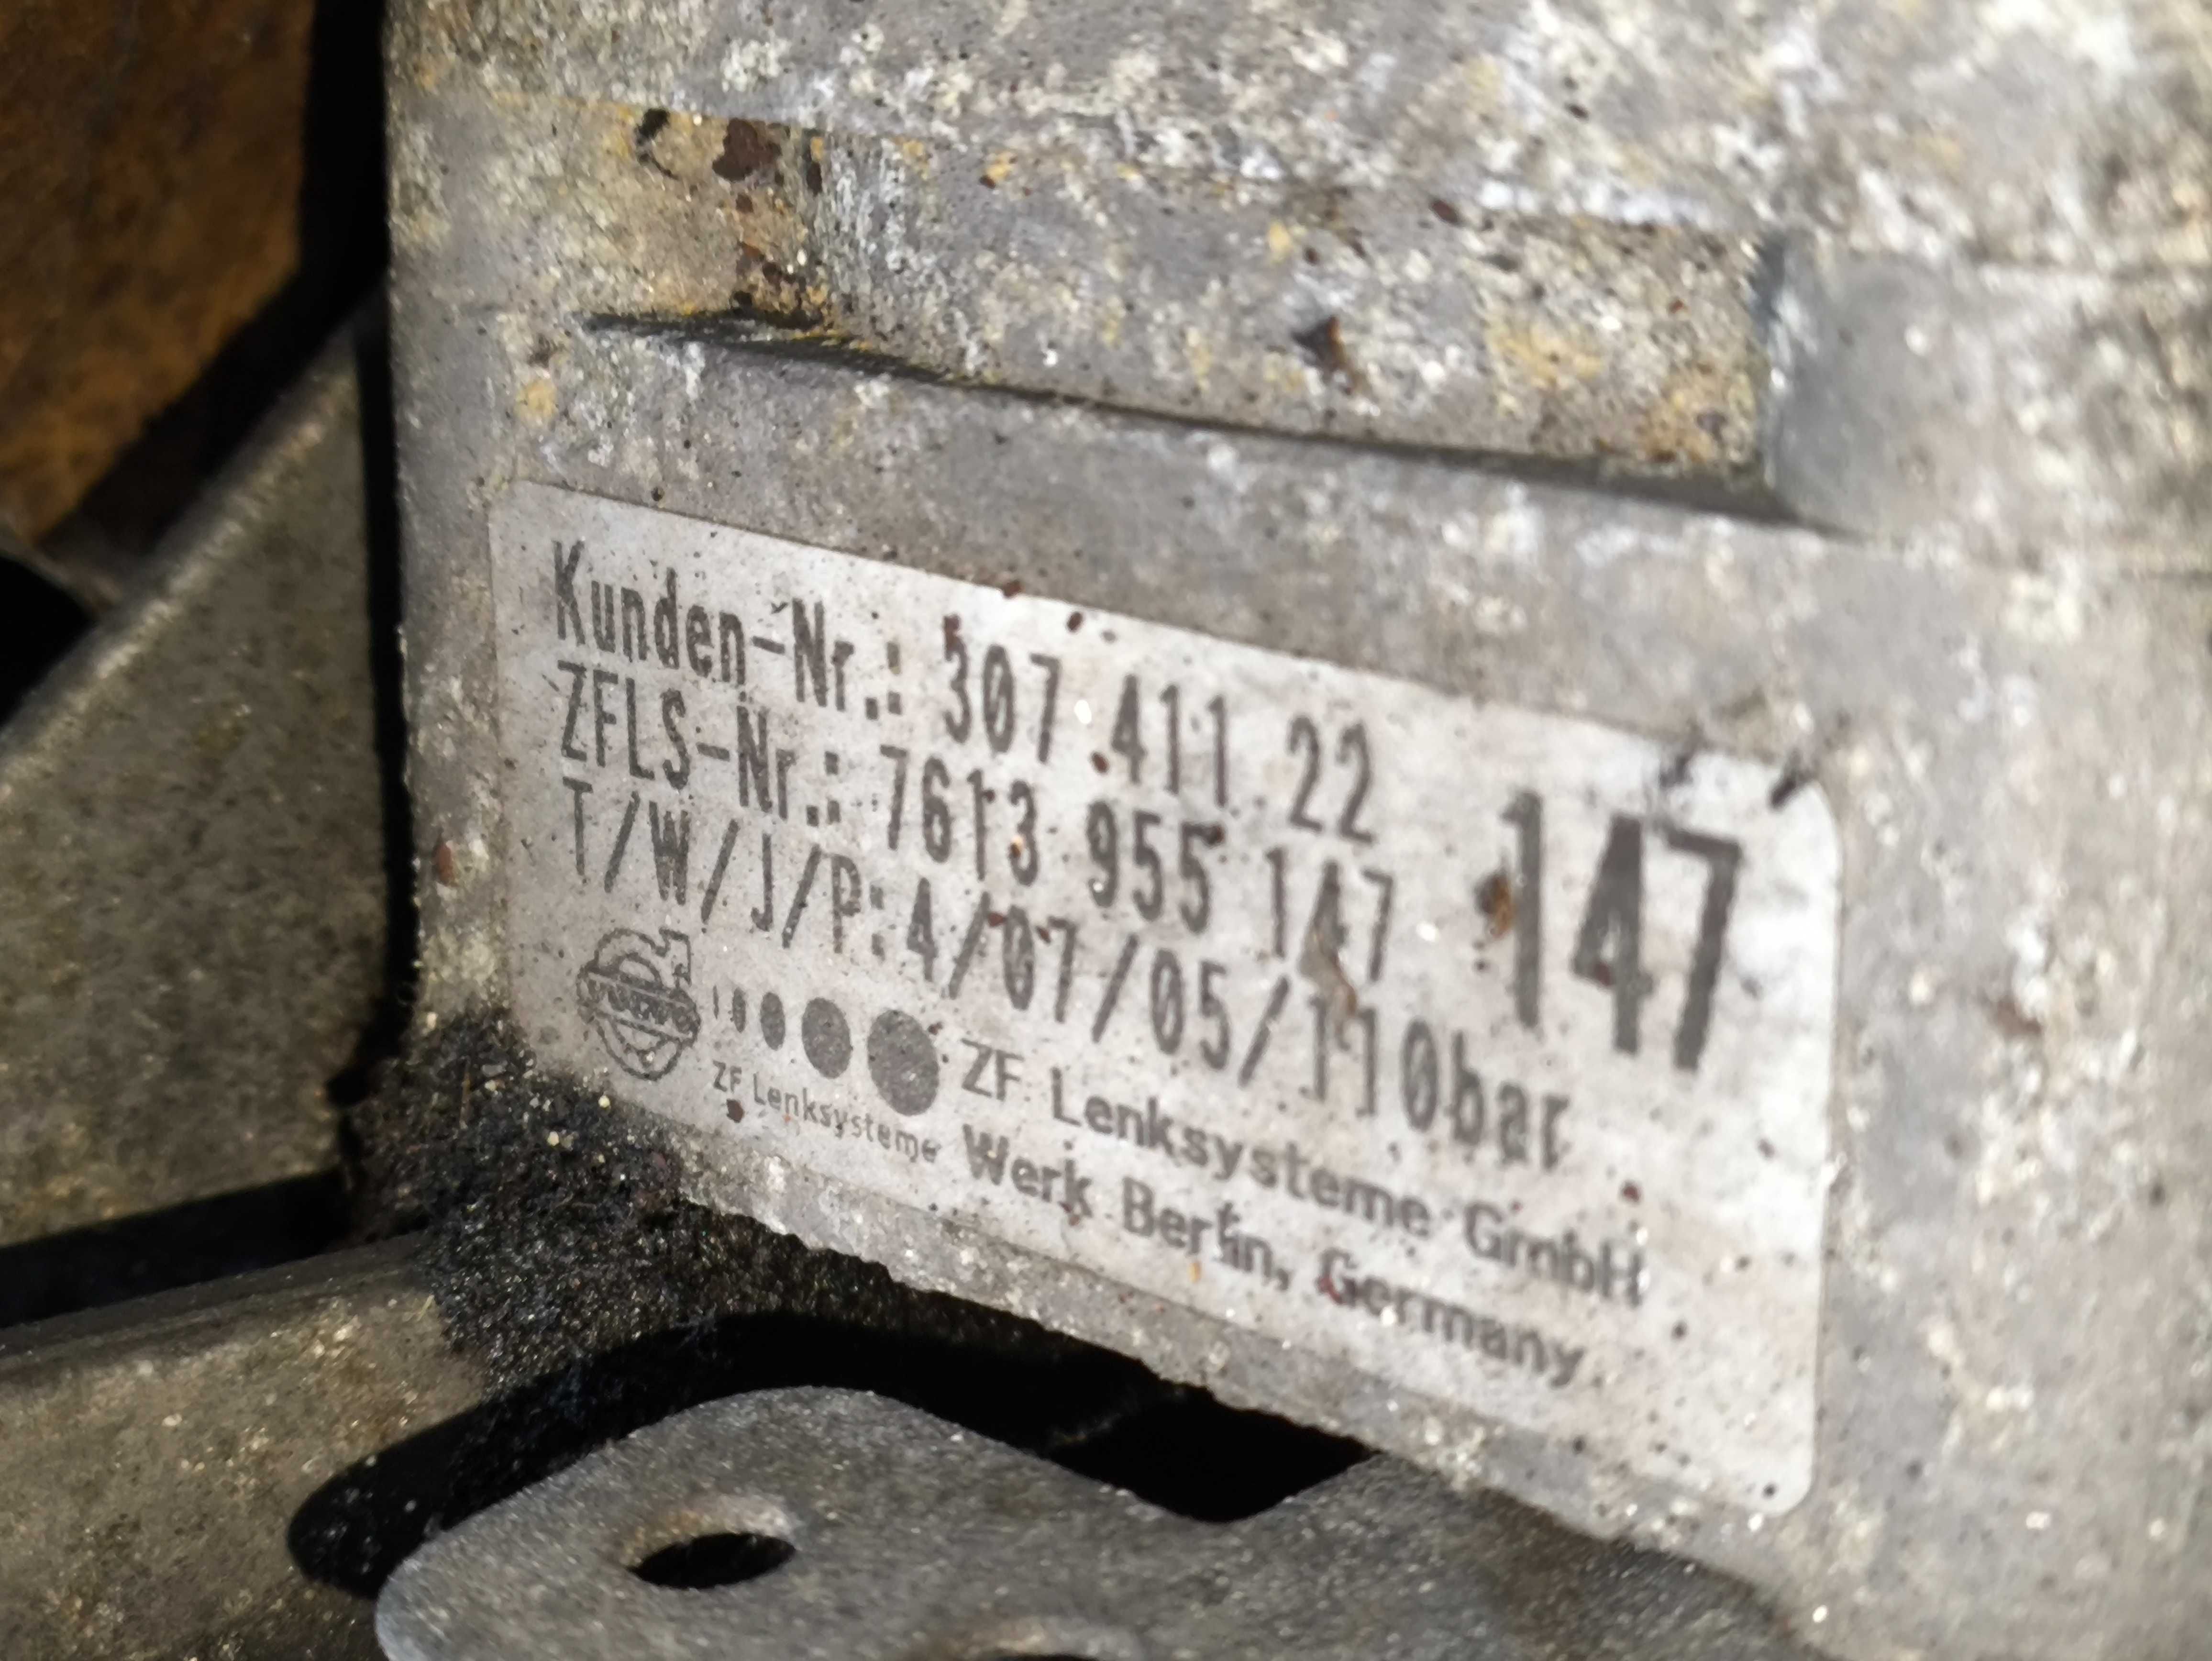 Kunden-Nr.: 307 411 22
ZFLS-Nr.: 7613 955 147
147
T/W/J/P:4/07/05/110bar
VOLVO
ZF Lenksysteme
ZF Lenksysteme GmbH
Werk Berlin, Germany